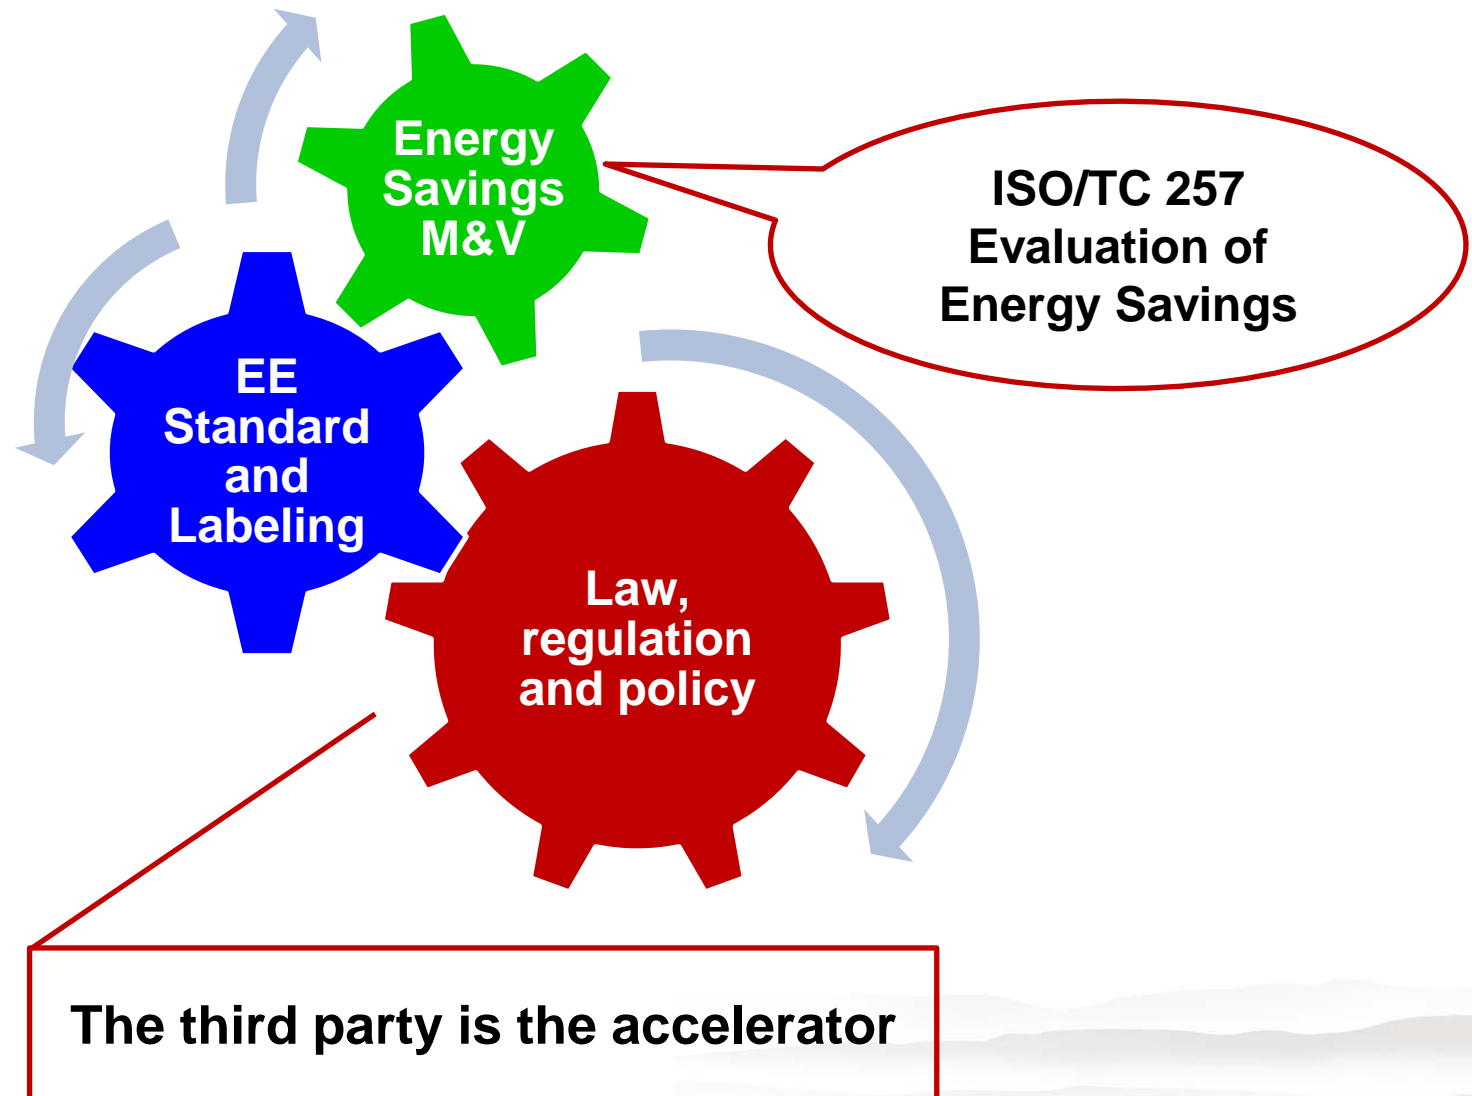 Energy
Savings
M&V
ISO/TC 257
Evaluation of
Energy Savings
EE
Standard
and
Labeling
Law,
regulation
and policy
The third party is the accelerator